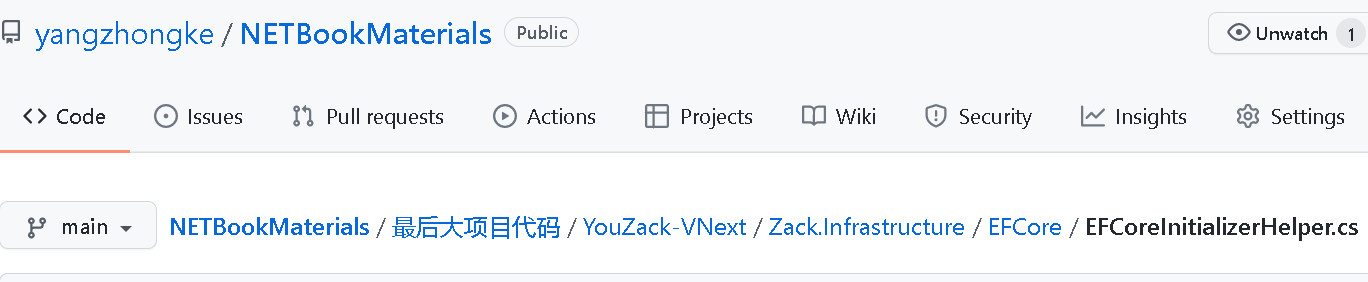 yangzhongke / NETBookMaterials Public Unwatch 1
Code Issues Pull requests Actions Projects Wiki Security Insights Settings
main NETBookMaterials / 最后大项目代码 / YouZack-VNext / Zack.Infrastructure / EFCore / EFCoreInitializerHelper.cs